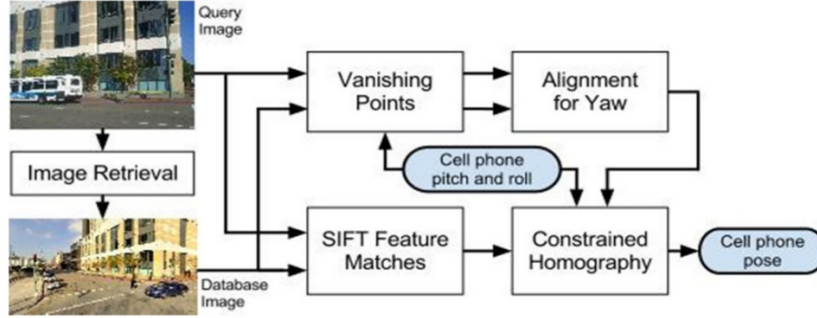 Query
Image
Vanishing
Points
Alignment
for Yaw
Image Retrieval
Cell phone
pitch and roll
SIFT Feature
Matches
Constrained
Homography
Cell phone
pose
Database
Image